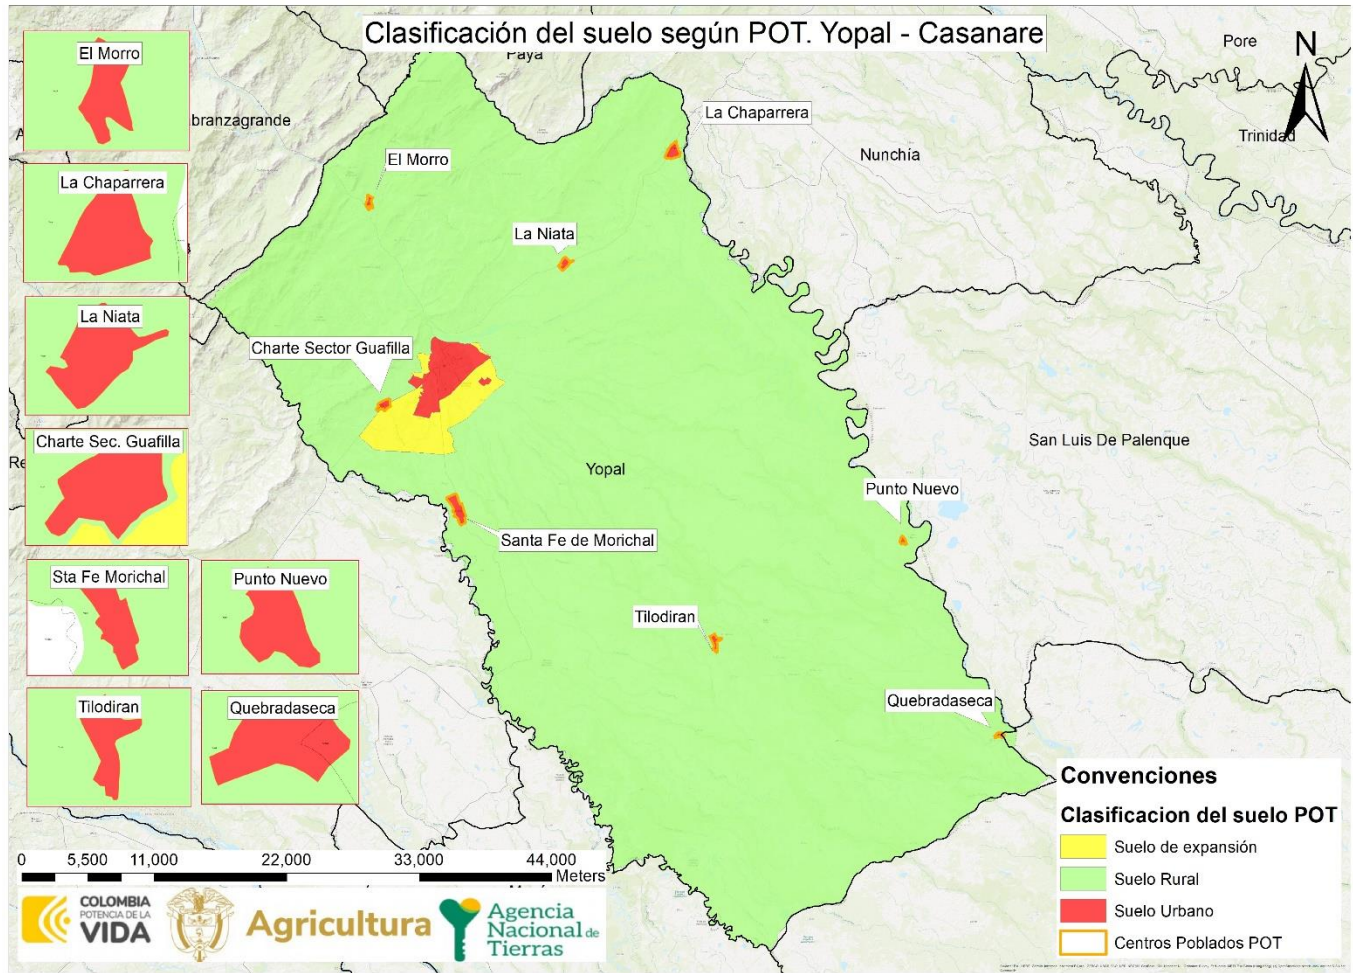 Clasificación del suelo según POT. Yopal - Casanare
El Morro
La Chaparrera
La Niata
Charte Sec. Guafilla
Sta Fe Morichal
Punto Nuevo
Tilodiran
Quebradaseca
Paya
branzagrande
Pore
N
Trinidad
La Chaparrera
Nunchía
El Morro
La Niata
Charte Sector Guafilla
San Luis De Palenque
Yopal
Punto Nuevo
Santa Fe de Morichal
Tilodiran
Quebradaseca
Re
Convenciones
Clasificacion del suelo POT
Suelo de expansión
Suelo Rural
Suelo Urbano
Centros Poblados POT
0 5,500 11,000 22,000 33,000 44,000
Meters
COLOMBIA
POTENCIA DE LA
VIDA
Agricultura
Agencia
Nacional de
Tierras